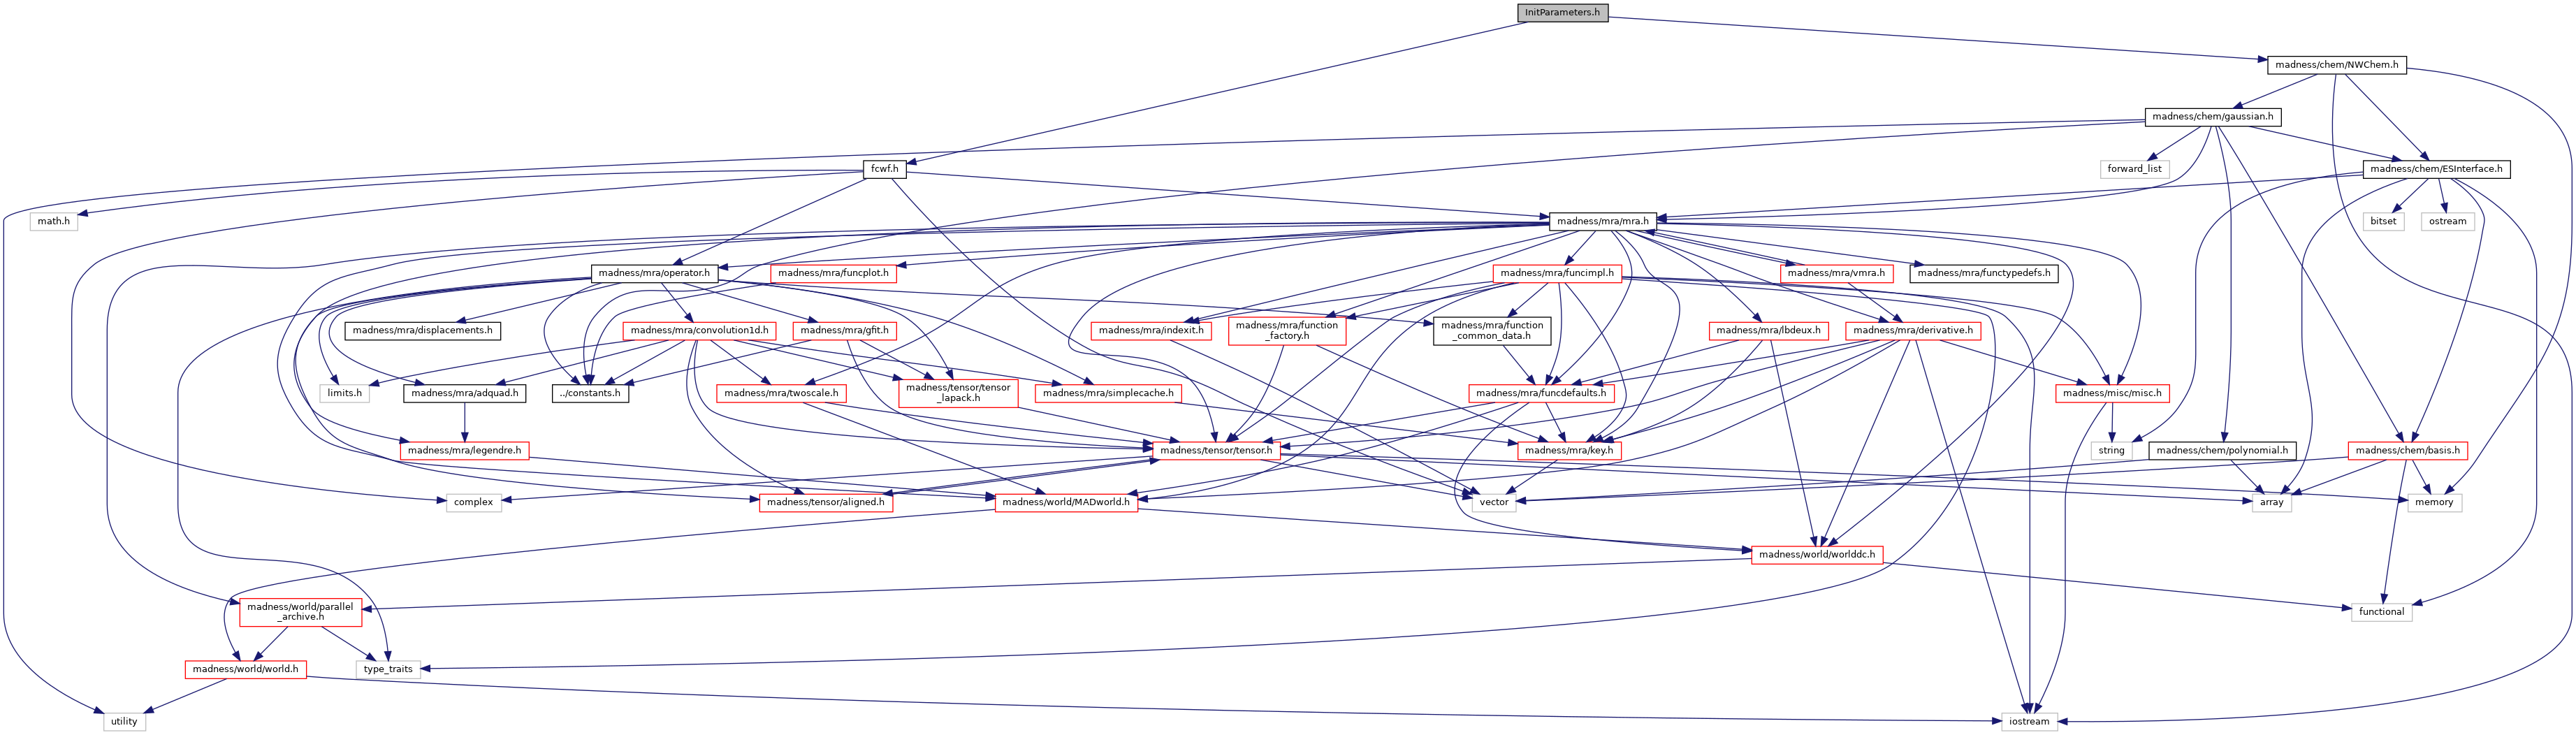 InitParameters.h
madness/chem/NWChem.h
madness/chem/gaussian.h
fcwf.h
forward_list
madness/chem/ESInterface.h
math.h
madness/mra/mra.h
bitset
ostream
madness/mra/operator.h
madness/mra/funcplot.h
madness/mra/funcimpl.h
madness/mra/vmra.h
madness/mra/functypedefs.h
madness/mra/displacements.h
madness/mra/convolution1d.h
madness/mra/gfit.h
madness/mra/indexit.h
madness/mra/function
_factory.h
madness/mra/function
_common_data.h
madness/mra/lbdeux.h
madness/mra/derivative.h
limits.h
madness/mra/adquad.h
../constants.h
madness/mra/twoscale.h
madness/tensor/tensor
_lapack.h
madness/mra/simplecache.h
madness/mra/funcdefaults.h
madness/misc/misc.h
madness/mra/legendre.h
madness/tensor/tensor.h
madness/mra/key.h
string
madness/chem/polynomial.h
madness/chem/basis.h
complex
madness/tensor/aligned.h
madness/world/MADworld.h
vector
array
memory
madness/world/worlddc.h
madness/world/parallel
_archive.h
functional
madness/world/world.h
type_traits
utility
iostream